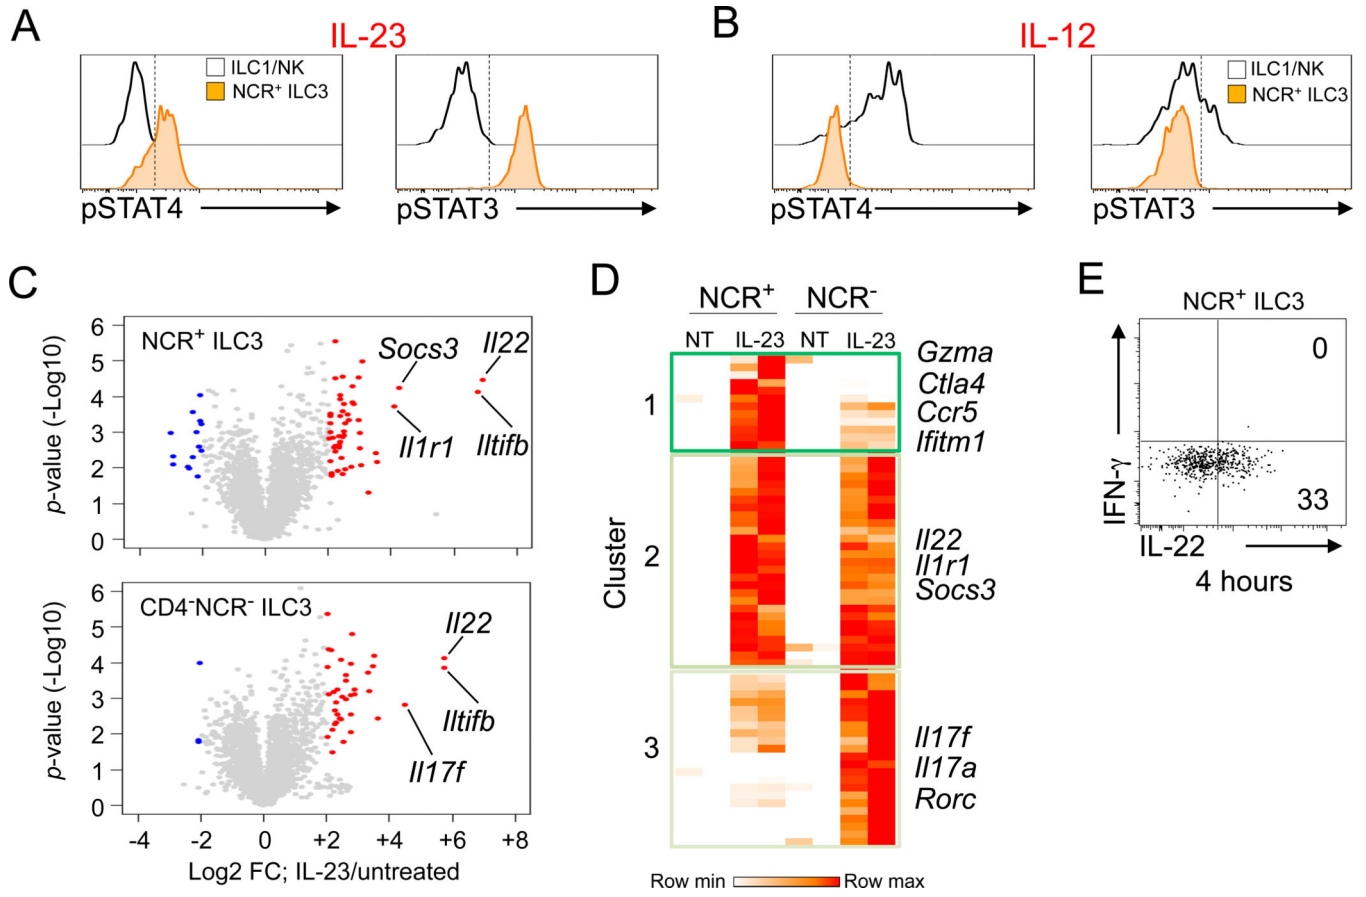 A
IL-23
ILC1/NK
NCR⁺ ILC3
pSTAT4
pSTAT3
B
IL-12
ILC1/NK
NCR⁺ ILC3
pSTAT4
pSTAT3
C
p-value (-Log10)
6
5
4
3
2
1
0
NCR⁺ ILC3
Socs3
Il22
Il1r1
Iltifb
p-value (-Log10)
6
5
4
3
2
1
0
CD4⁻NCR⁻ ILC3
Il22
Iltifb
Il17f
-4 -2 0 +2 +4 +6 +8
Log2 FC; IL-23/untreated
D
NCR⁺ NCR⁻
NT IL-23 NT IL-23
Cluster
1
Gzma
Ctla4
Ccr5
Ifitm1
2
Il22
Il1r1
Socs3
3
Il17f
Il17a
Rorc
Row min Row max
E
NCR⁺ ILC3
0
33
IFN-γ
IL-22
4 hours